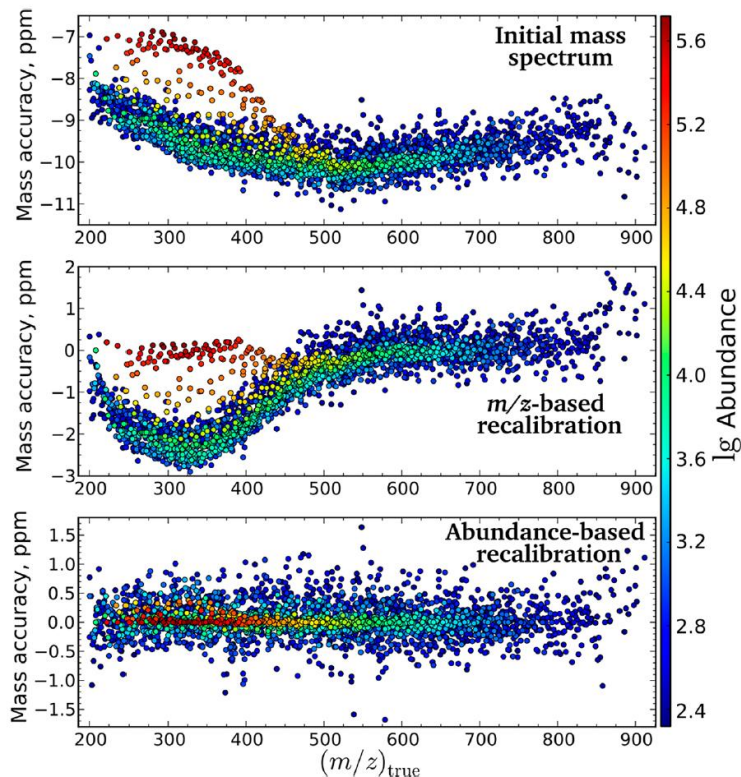 Initial mass
spectrum
Mass accuracy, ppm
−7
−8
−9
−10
−11
200 300 400 500 600 700 800 900
m/z-based
recalibration
Mass accuracy, ppm
2
1
0
−1
−2
−3
200 300 400 500 600 700 800 900
Abundance-based
recalibration
Mass accuracy, ppm
1.5
1.0
0.5
0.0
−0.5
−1.0
−1.5
200 300 400 500 600 700 800 900
(m/z)true
5.6
5.2
4.8
4.4
4.0
3.6
3.2
2.8
2.4
lg Abundance